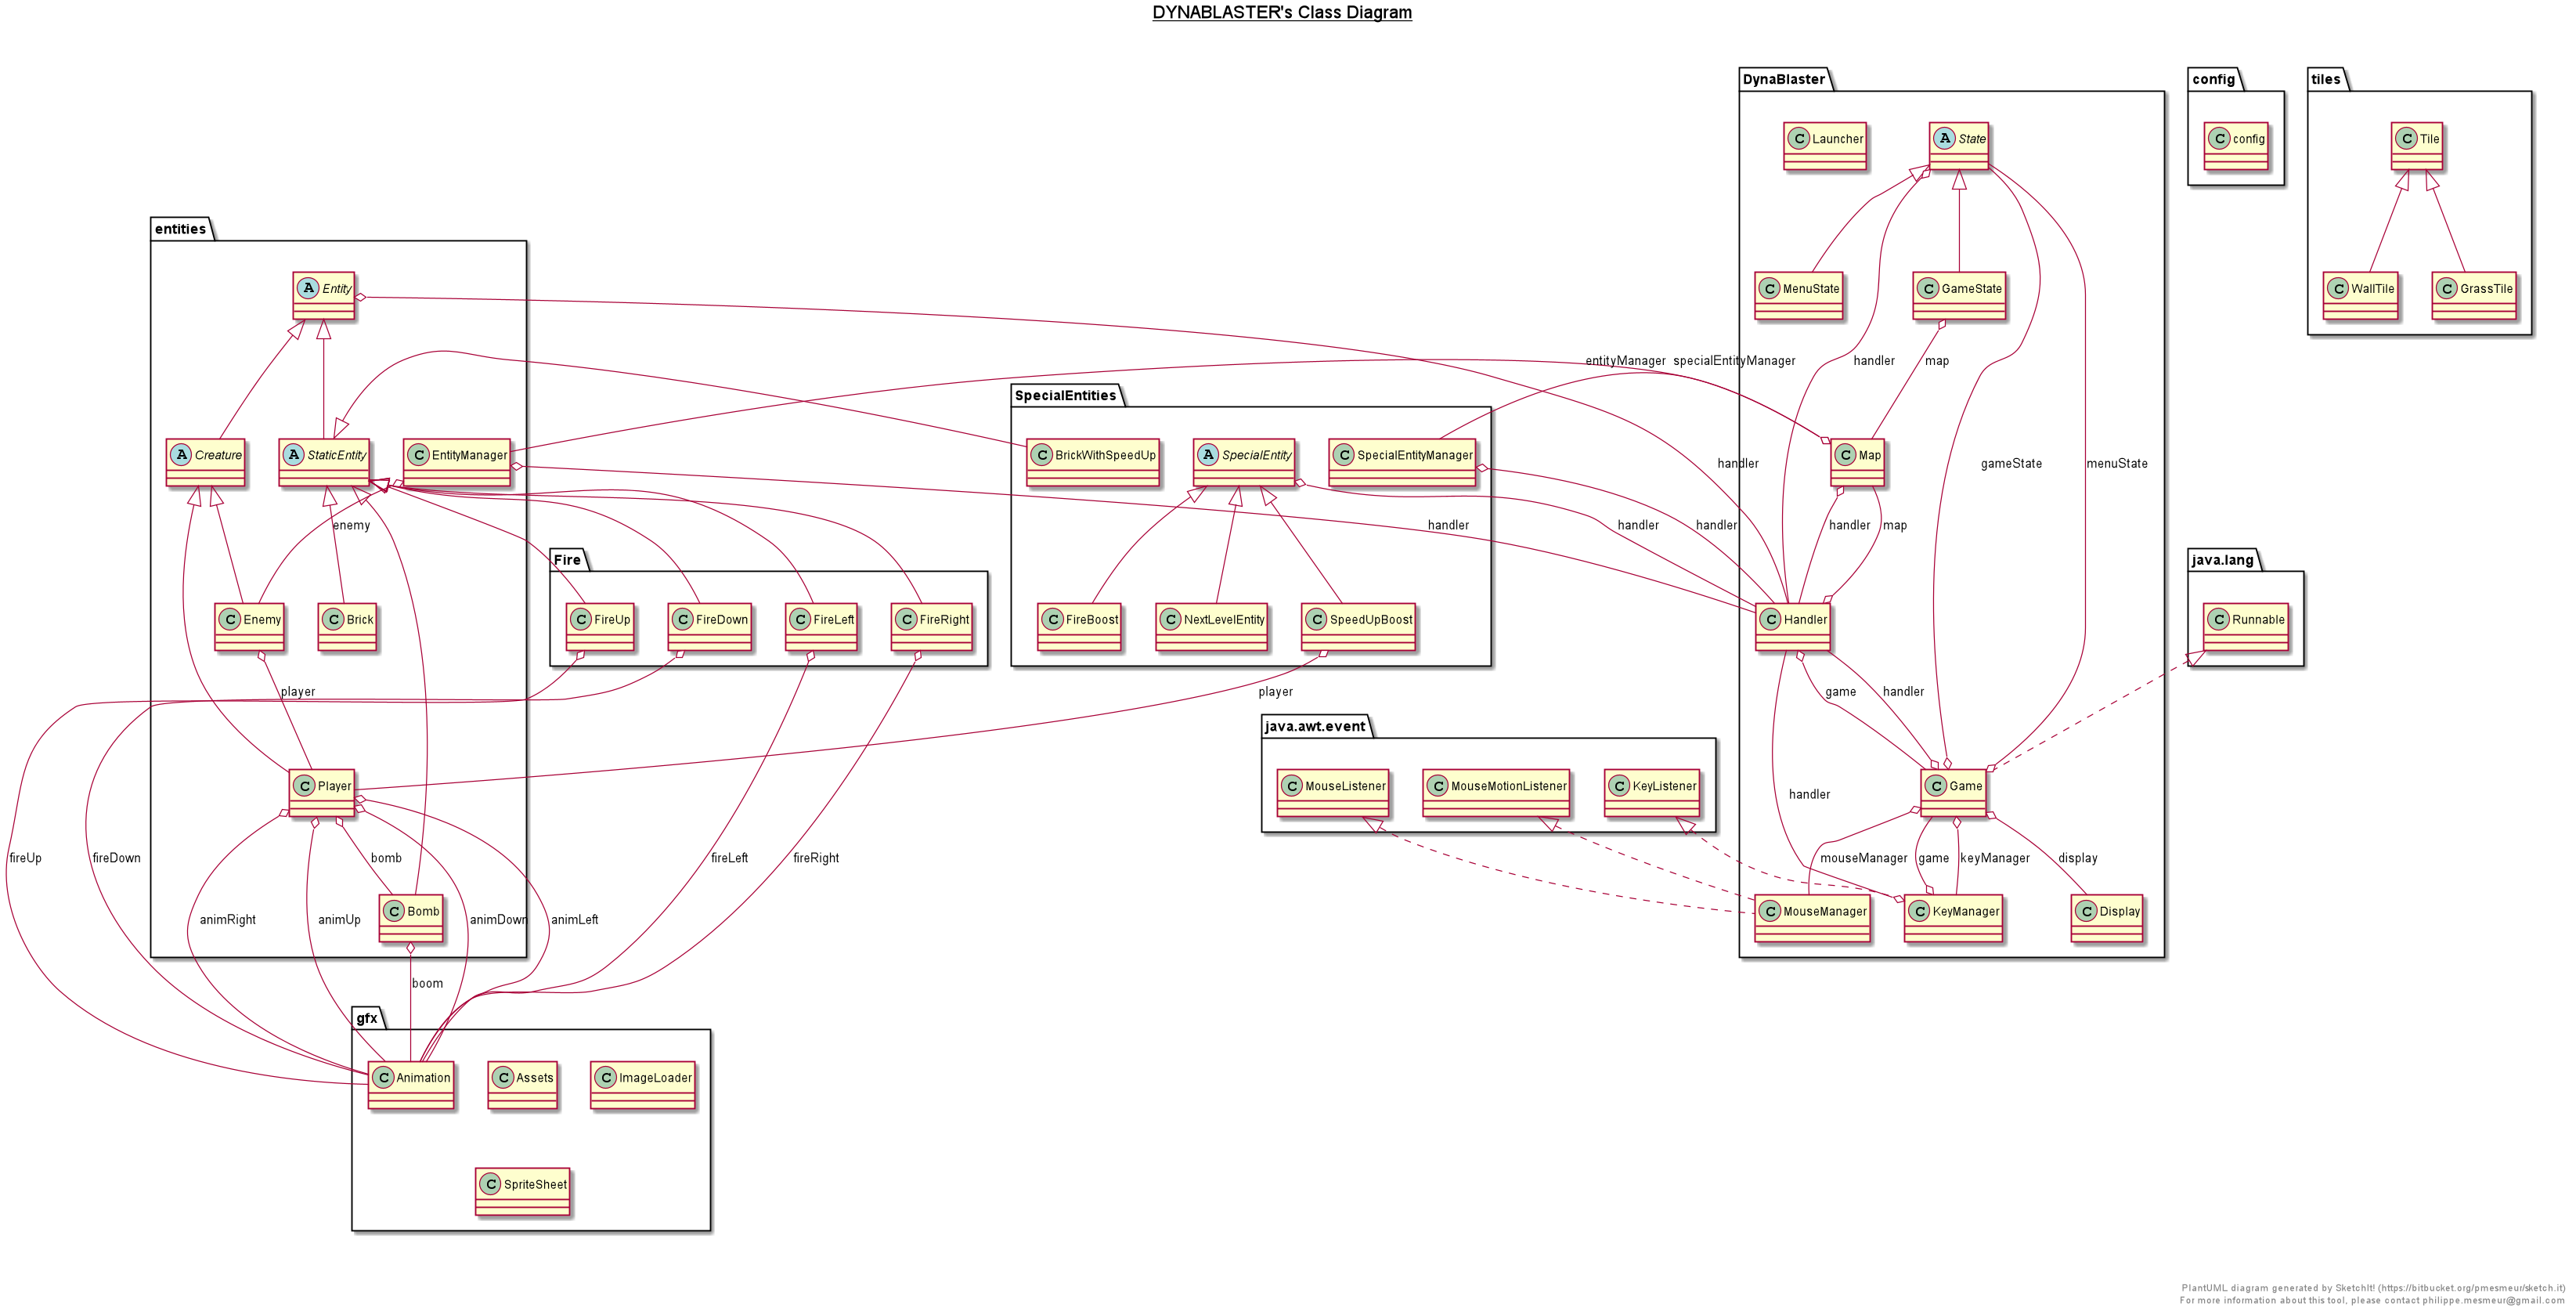 DYNABLASTER's Class Diagram
DynaBlaster
config
tiles
C Launcher
A State
C config
C Tile
entities
A Entity
C MenuState
C GameState
C WallTile
C GrassTile
entityManager
specialEntityManager
handler
map
SpecialEntities
A Creature
A StaticEntity
C EntityManager
C BrickWithSpeedUp
A SpecialEntity
C SpecialEntityManager
handler
C Map
gameState
menuState
enemy
handler
handler
handler
handler
map
Fire
java.lang
C Enemy
C Brick
C FireUp
C FireDown
C FireLeft
C FireRight
C FireBoost
C NextLevelEntity
C SpeedUpBoost
C Handler
C Runnable
player
player
game
handler
java.awt.event
C Player
C MouseListener
C MouseMotionListener
C KeyListener
handler
C Game
fireUp
fireDown
bomb
fireLeft
fireRight
mouseManager
game
keyManager
display
animRight
animUp
C Bomb
animDown
animLeft
C MouseManager
C KeyManager
C Display
boom
gfx
C Animation
C Assets
C ImageLoader
C SpriteSheet
PlantUML diagram generated by SketchIt! (https://bitbucket.org/pmesmeur/sketch.it)
For more information about this tool, please contact philippe.mesmeur@gmail.com